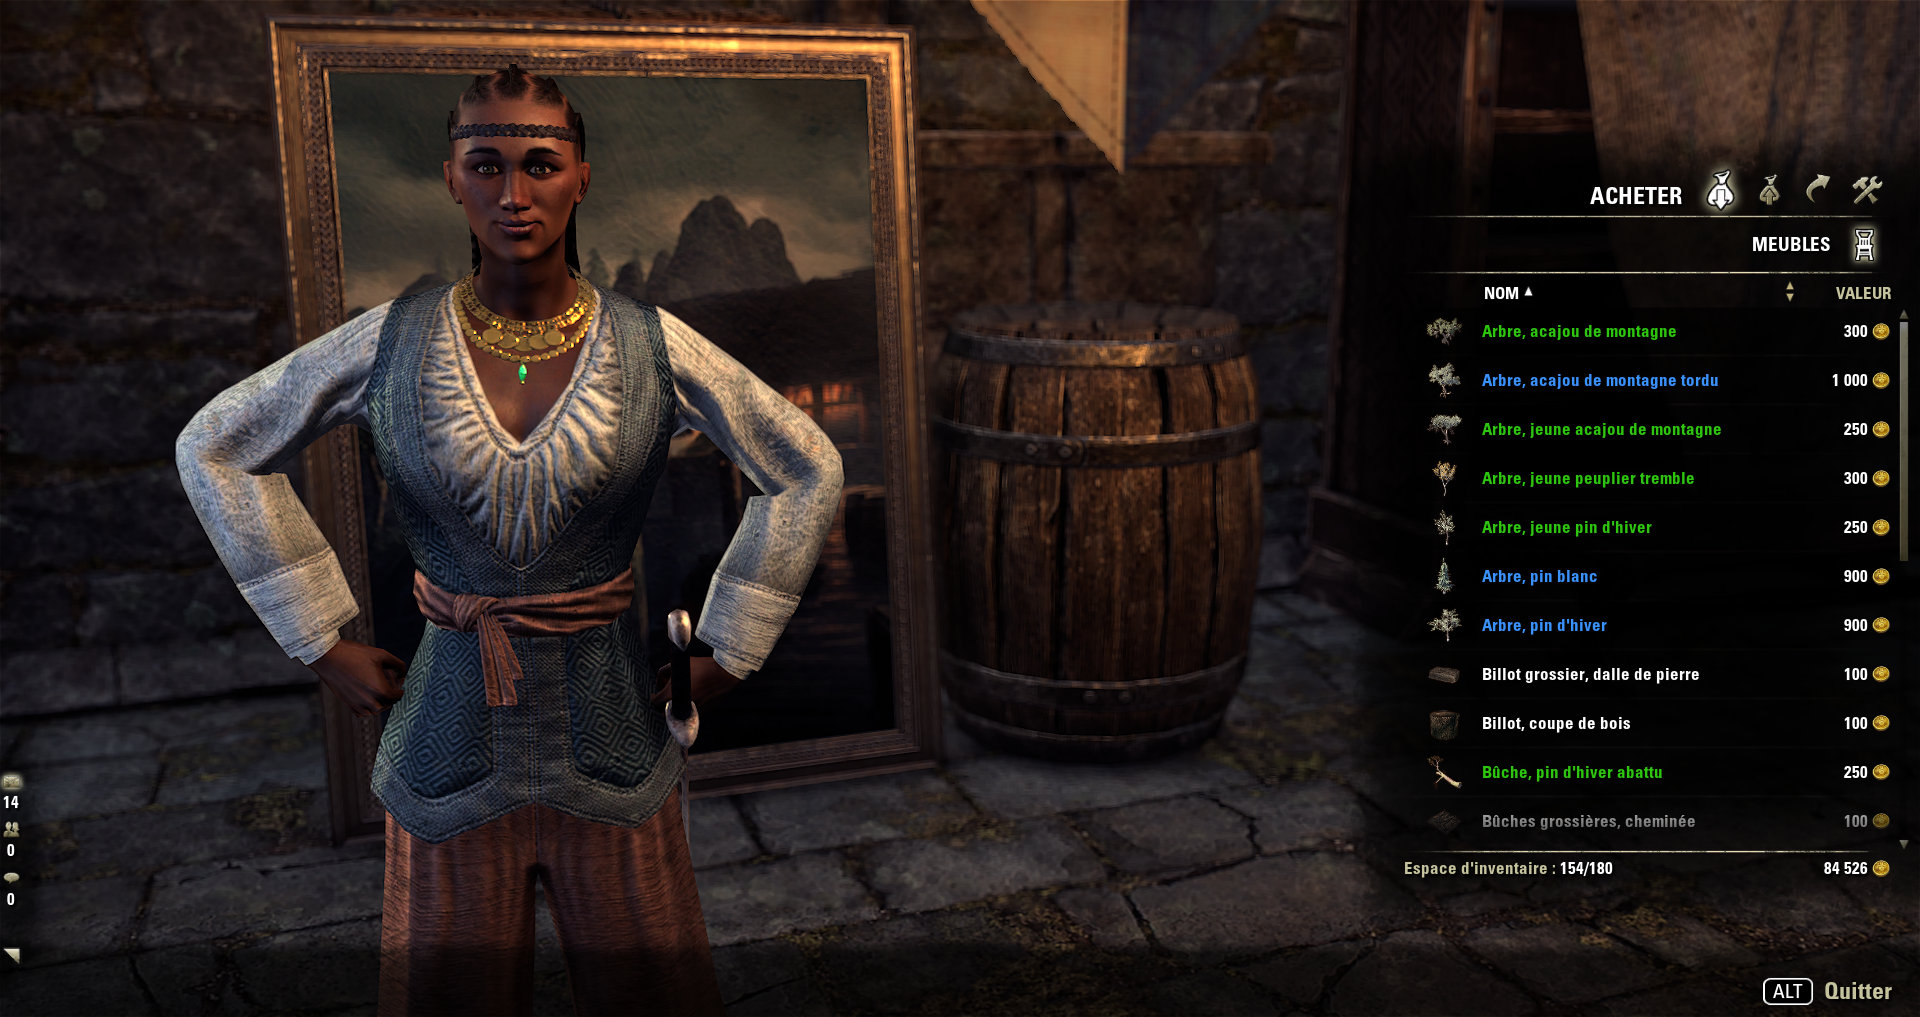 ACHETER
MEUBLES
NOM VALEUR
Arbre, acajou de montagne 300
Arbre, acajou de montagne tordu 1 000
Arbre, jeune acajou de montagne 250
Arbre, jeune peuplier tremble 300
Arbre, jeune pin d'hiver 250
Arbre, pin blanc 900
Arbre, pin d'hiver 900
Billot grossier, dalle de pierre 100
Billot, coupe de bois 100
Bûche, pin d'hiver abattu 250
Bûches grossières, cheminée 100
Espace d'inventaire : 154/180 84 526
14
0
0
ALT Quitter